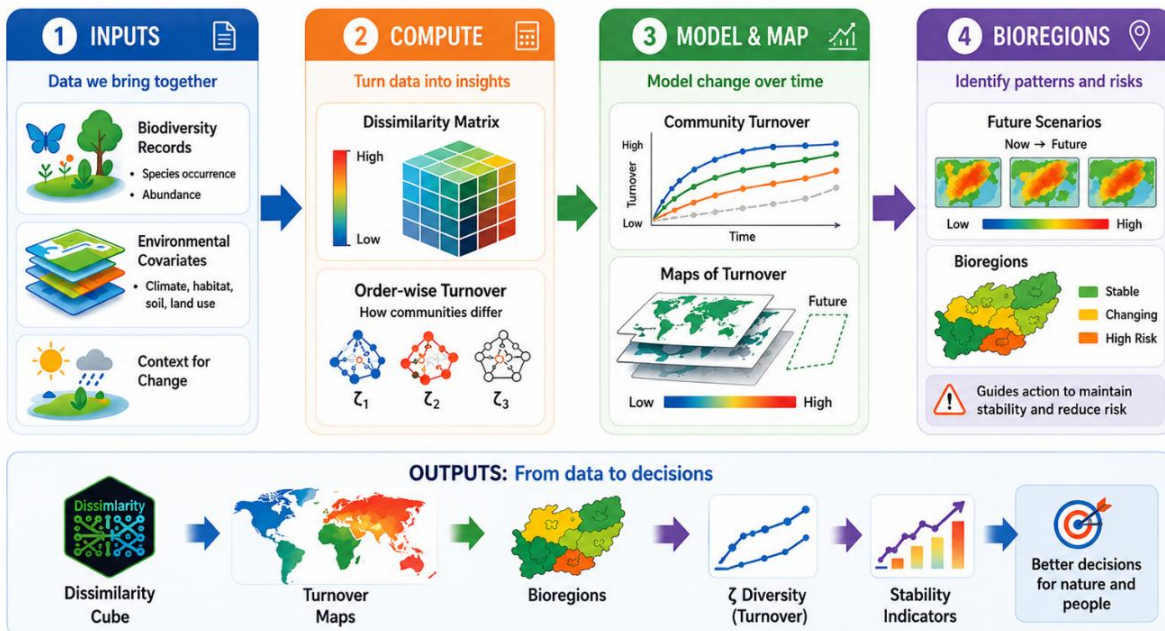 1 INPUTS
Data we bring together
Biodiversity
Records
• Species occurrence
• Abundance
Environmental
Covariates
• Climate, habitat,
soil, land use
Context for
Change
2 COMPUTE
Turn data into insights
Dissimilarity Matrix
High
Low
Order-wise Turnover
How communities differ
ζ1
ζ2
ζ3
3 MODEL & MAP
Model change over time
Community Turnover
High
Turnover
Low
Time
Maps of Turnover
Future
Low
High
4 BIOREGIONS
Identify patterns and risks
Future Scenarios
Now → Future
Low
High
Bioregions
Stable
Changing
High Risk
Guides action to maintain
stability and reduce risk
OUTPUTS: From data to decisions
Dissimlarity
Dissimilarity
Cube
Turnover
Maps
Bioregions
ζ Diversity
(Turnover)
Stability
Indicators
Better decisions
for nature and
people